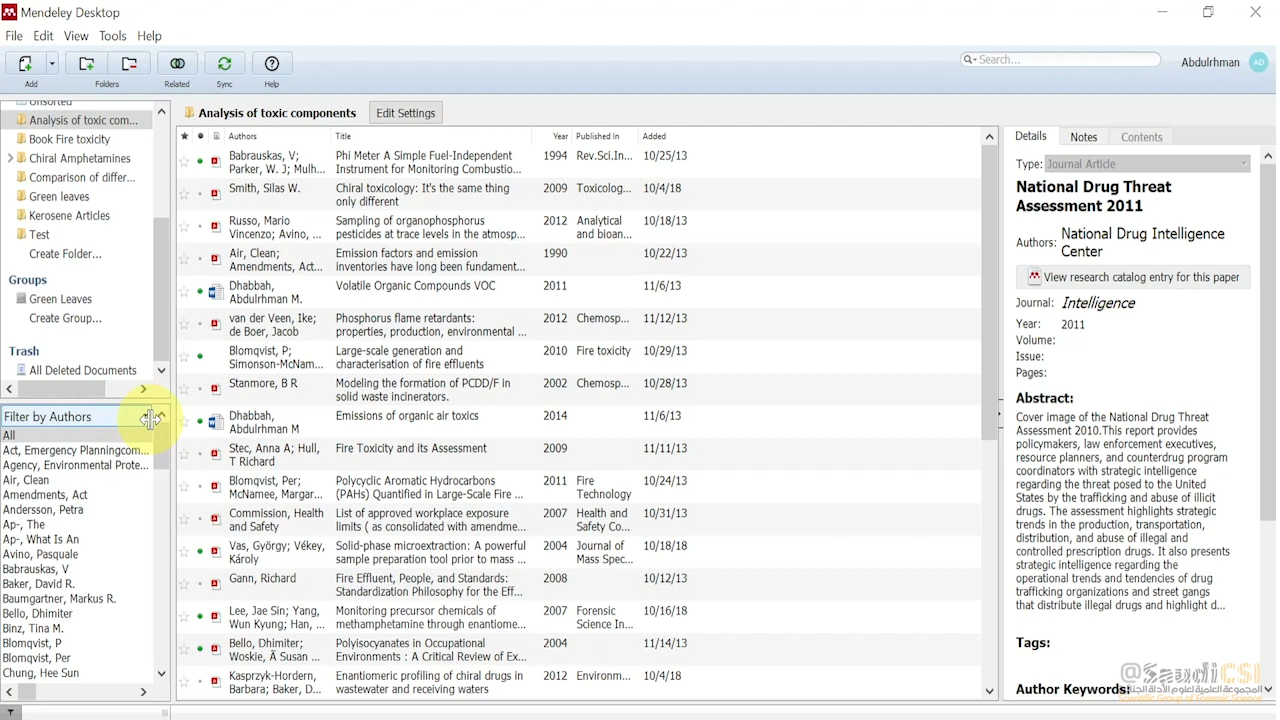 Mendeley Desktop
File Edit View Tools Help
Add Folders Related Sync Help
Search...
Abdulrhman AD
Unsorted
Analysis of toxic com...
Book Fire toxicity
Chiral Amphetamines
Comparison of differ...
Green leaves
Kerosene Articles
Test
Create Folder...
Groups
Green Leaves
Create Group...
Trash
All Deleted Documents
Filter by Authors
All
Act, Emergency Planningcom...
Agency, Environmental Prote...
Air, Clean
Amendments, Act
Andersson, Petra
Ap-, The
Ap-, What Is An
Avino, Pasquale
Babrauskas, V
Baker, David R.
Baumgartner, Markus R.
Bello, Dhimiter
Binz, Tina M.
Blomqvist, P
Blomqvist, Per
Chung, Hee Sun
Analysis of toxic components Edit Settings
Authors Title Year Published In Added
Babrauskas, V; Phi Meter A Simple Fuel-Independent 1994 Rev.Sci.In... 10/25/13
Parker, W. J; Mulh... Instrument for Monitoring Combustio...
Smith, Silas W. Chiral toxicology: It's the same thing 2009 Toxicolog... 10/4/18
only different
Russo, Mario Sampling of organophosphorus 2012 Analytical 10/18/13
Vincenzo; Avino, ... pesticides at trace levels in the atmosp... and bioan...
Air, Clean; Emission factors and emission 1990 10/22/13
Amendments, Act... inventories have long been fundament...
Dhabbah, Volatile Organic Compounds VOC 2011 11/6/13
Abdulrhman M.
van der Veen, Ike; Phosphorus flame retardants: 2012 Chemosp... 11/12/13
de Boer, Jacob properties, production, environmental ...
Blomqvist, P; Large-scale generation and 2010 Fire toxicity 10/29/13
Simonson-McNam... characterisation of fire effluents
Stanmore, B R Modeling the formation of PCDD/F in 2002 Chemosp... 10/28/13
solid waste incinerators.
Dhabbah, Emissions of organic air toxics 2014 11/6/13
Abdulrhman M
Stec, Anna A; Hull, Fire Toxicity and its Assessment 2009 11/11/13
T Richard
Blomqvist, Per; Polycyclic Aromatic Hydrocarbons 2011 Fire 10/24/13
McNamee, Margar... (PAHs) Quantified in Large-Scale Fire ... Technology
Commission, Health List of approved workplace exposure 2007 Health and 10/31/13
and Safety limits ( as consolidated with amendme... Safety Co...
Vas, György; Vékey, Solid-phase microextraction: A powerful 2004 Journal of 10/18/18
Károly sample preparation tool prior to mass ... Mass Spec...
Gann, Richard Fire Effluent, People, and Standards: 2008 10/12/13
Standardization Philosophy for the Eff...
Lee, Jae Sin; Yang, Monitoring precursor chemicals of 2007 Forensic 10/16/18
Wun Kyung; Han, ... methamphetamine through enantiome... Science In...
Bello, Dhimiter; Polyisocyanates in Occupational 2004 11/14/13
Woskie, Ã Susan ... Environments : A Critical Review of Ex...
Kasprzyk-Hordern, Enantiomeric profiling of chiral drugs in 2012 Environm... 10/4/18
Barbara; Baker, D... wastewater and receiving waters
Details Notes Contents
Type: Journal Article
National Drug Threat
Assessment 2011
Authors: National Drug Intelligence
Center
View research catalog entry for this paper
Journal: Intelligence
Year: 2011
Volume:
Issue:
Pages:
Abstract:
Cover image of the National Drug Threat
Assessment 2010.This report provides
policymakers, law enforcement executives,
resource planners, and counterdrug program
coordinators with strategic intelligence
regarding the threat posed to the United
States by the trafficking and abuse of illicit
drugs. The assessment highlights strategic
trends in the production, transportation,
distribution, and abuse of illegal and
controlled prescription drugs. It also presents
strategic intelligence regarding the
operational trends and tendencies of drug
trafficking organizations and street gangs
that distribute illegal drugs and highlight d...
Tags:
Author Keywords:
@SaudiCSI
المجموعة العلمية لعلوم الأدلة الجنائية
Scientific Group of Forensic Science